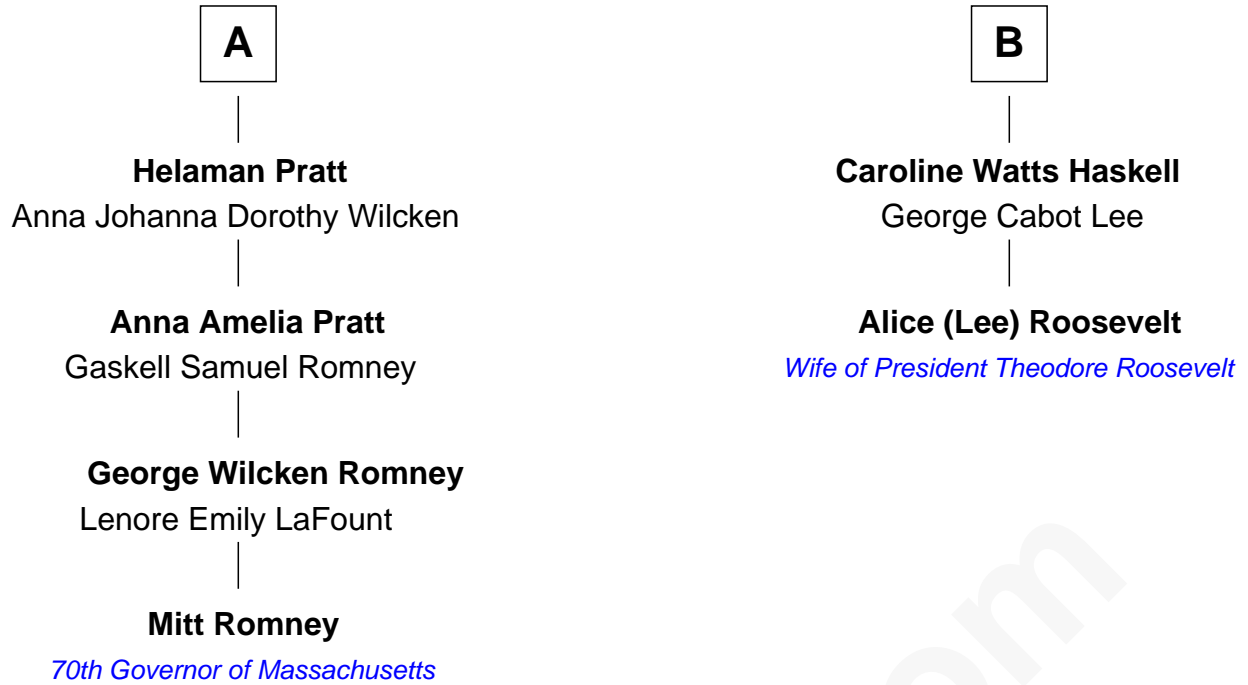 A
Helaman Pratt
Anna Johanna Dorothy Wilcken
Anna Amelia Pratt
Gaskell Samuel Romney
George Wilcken Romney
Lenore Emily LaFount
Mitt Romney
70th Governor of Massachusetts
B
Caroline Watts Haskell
George Cabot Lee
Alice (Lee) Roosevelt
Wife of President Theodore Roosevelt
om